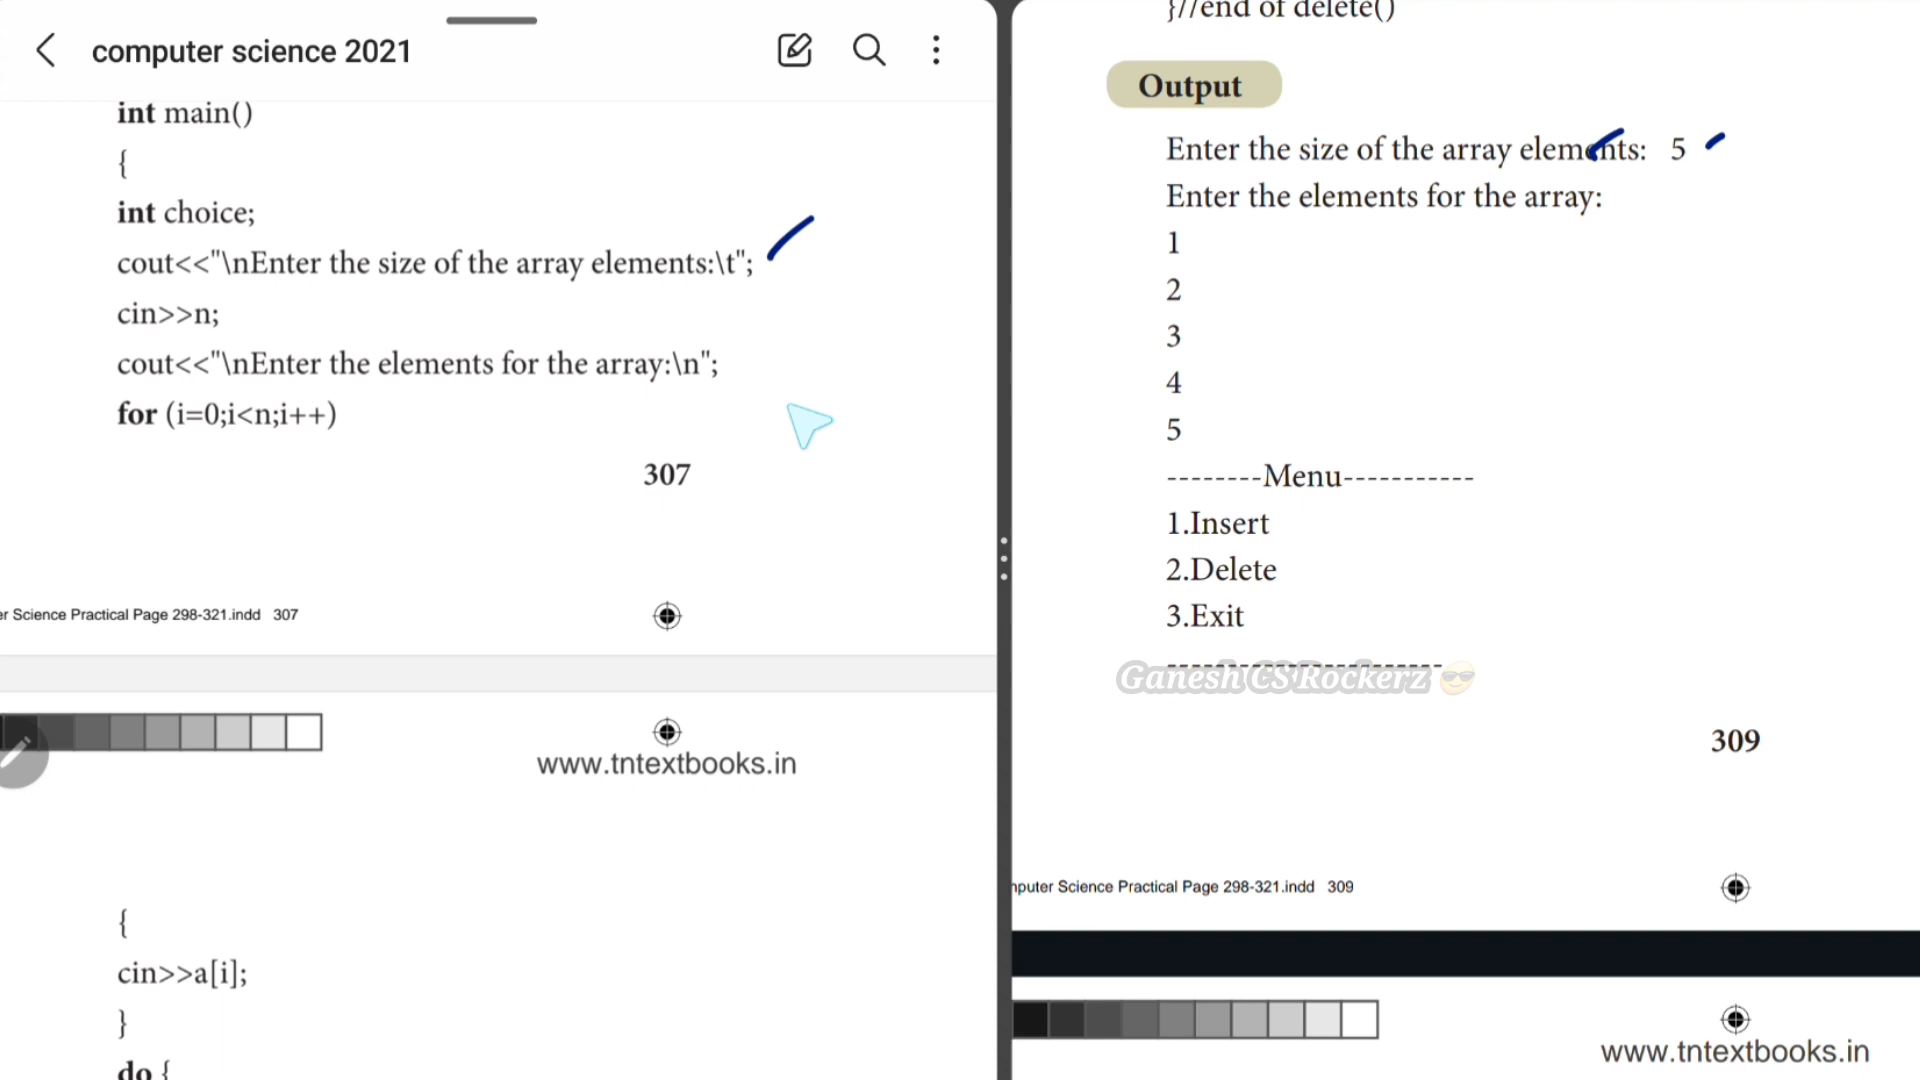 computer science 2021
int main()
{
int choice;
cout<<"\nEnter the size of the array elements:\t";
cin>>n;
cout<<"\nEnter the elements for the array:\n";
for (i=0;i<n;i++)
307
er Science Practical Page 298-321.indd 307
www.tntextbooks.in
{
cin>>a[i];
}
do {
}//end of delete()
Output
Enter the size of the array elements: 5
Enter the elements for the array:
1
2
3
4
5
--------Menu-----------
1.Insert
2.Delete
3.Exit
-----------------------
Ganesh CS Rockerz 😎
309
nputer Science Practical Page 298-321.indd 309
www.tntextbooks.in